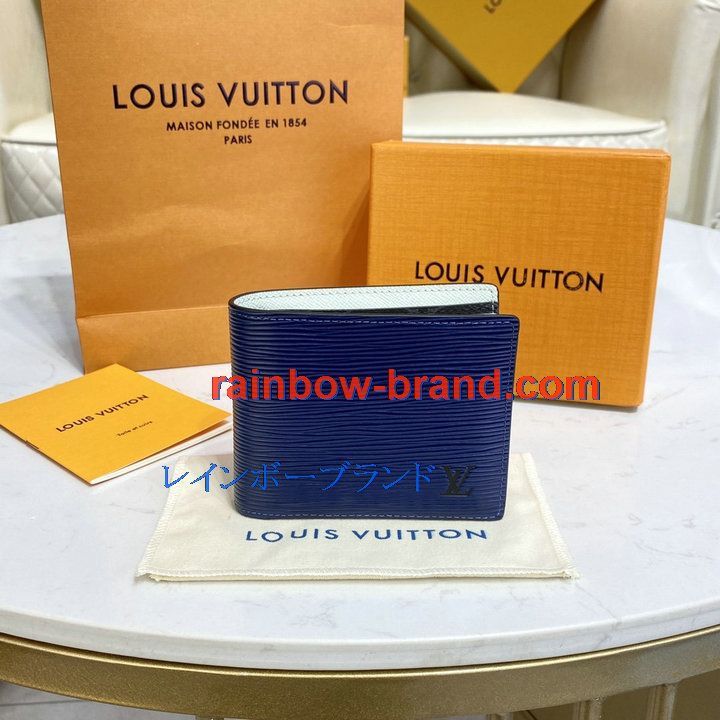 LOUIS VUITTON
MAISON FONDÉE EN 1854
PARIS
LOUIS VUITTON
LOUIS VUITTON
rainbow-brand.com
レインボーブランド
LV
LOUIS VUITTON